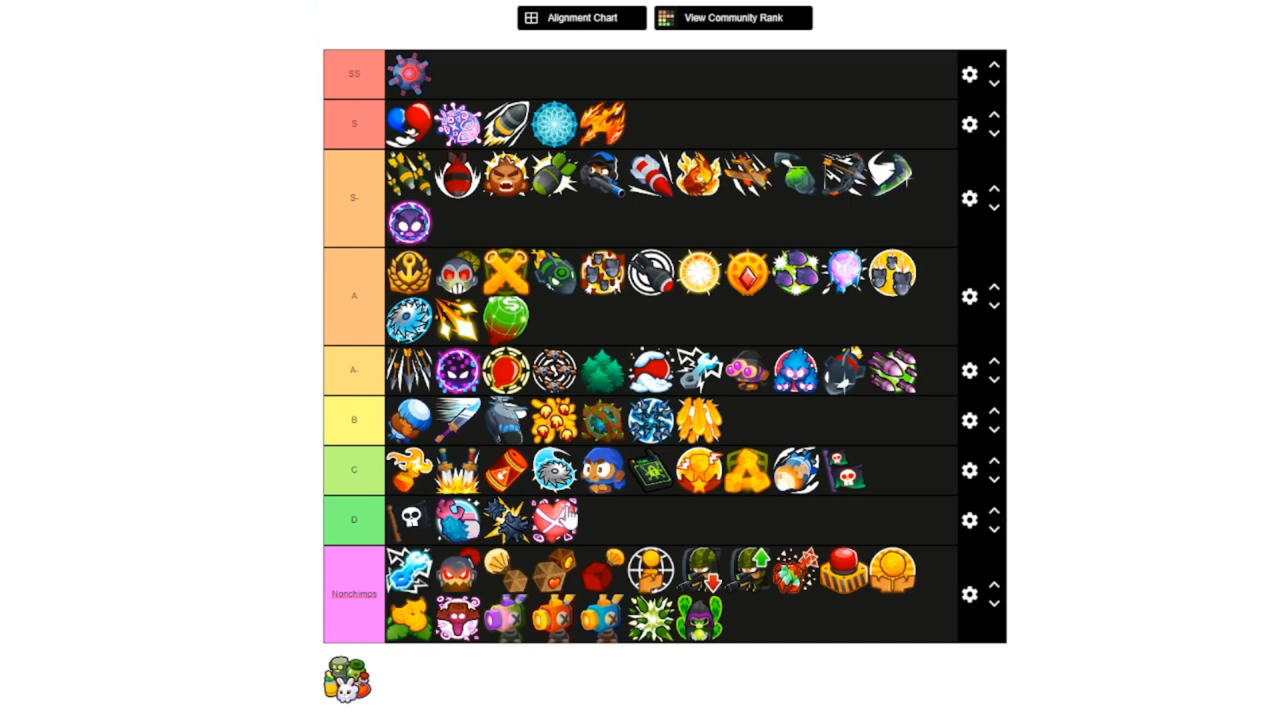 Alignment Chart
View Community Rank
SS
S
S-
A
A-
B
C
D
Nonchimps